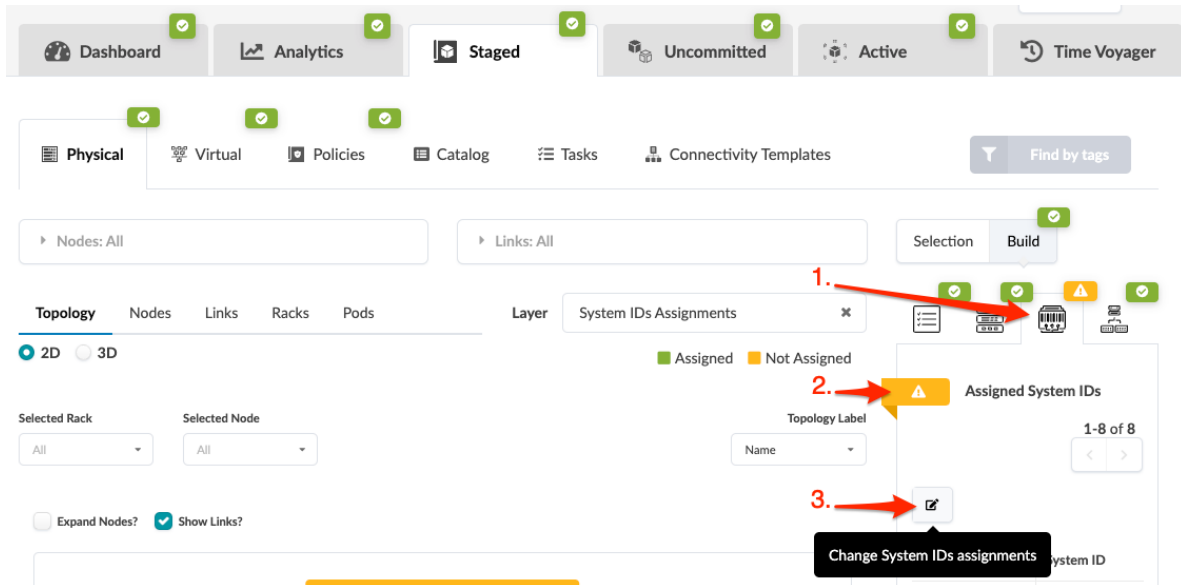 Dashboard
Analytics
Staged
Uncommitted
Active
Time Voyager
Physical
Virtual
Policies
Catalog
Tasks
Connectivity Templates
Find by tags
Nodes: All
Links: All
Selection
Build
1.
Topology
Nodes
Links
Racks
Pods
Layer
System IDs Assignments
2D
3D
Assigned
Not Assigned
2.
Assigned System IDs
Selected Rack
Selected Node
Topology Label
1-8 of 8
All
All
Name
3.
Expand Nodes?
Show Links?
Change System IDs assignments
ystem ID